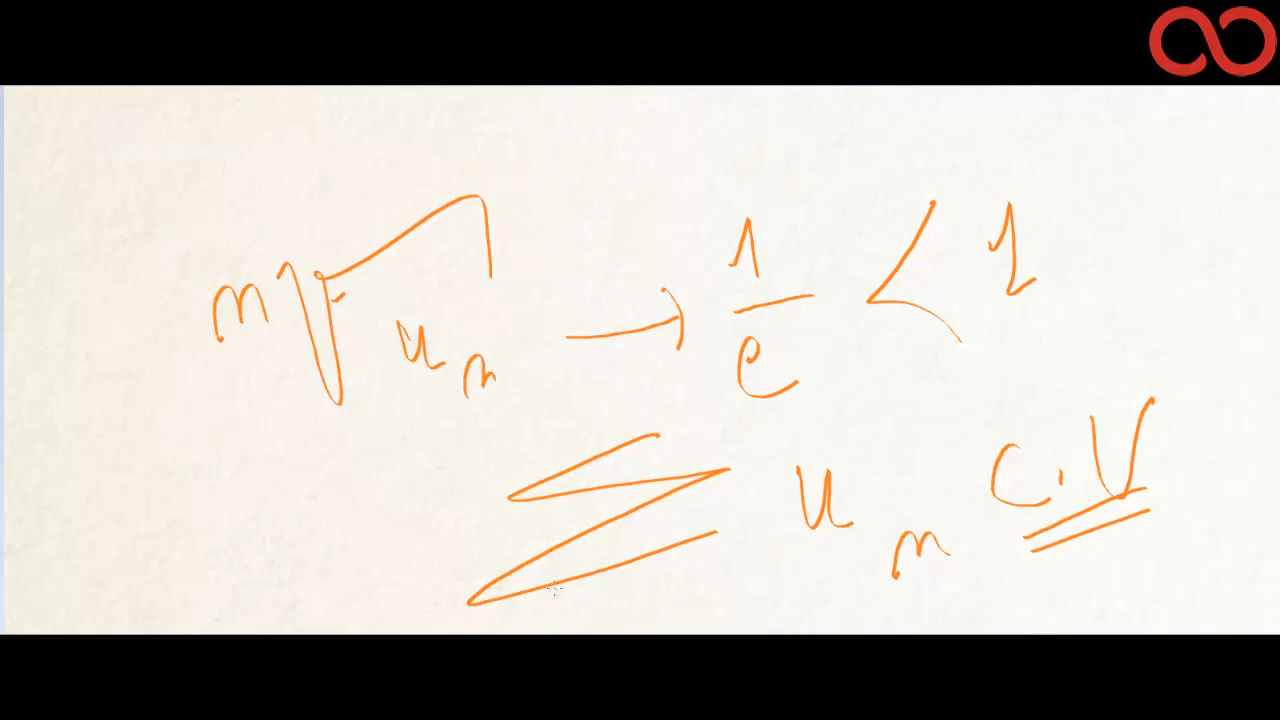 ⁿ√uₙ → 1/e < 1
∑ uₙ C.V